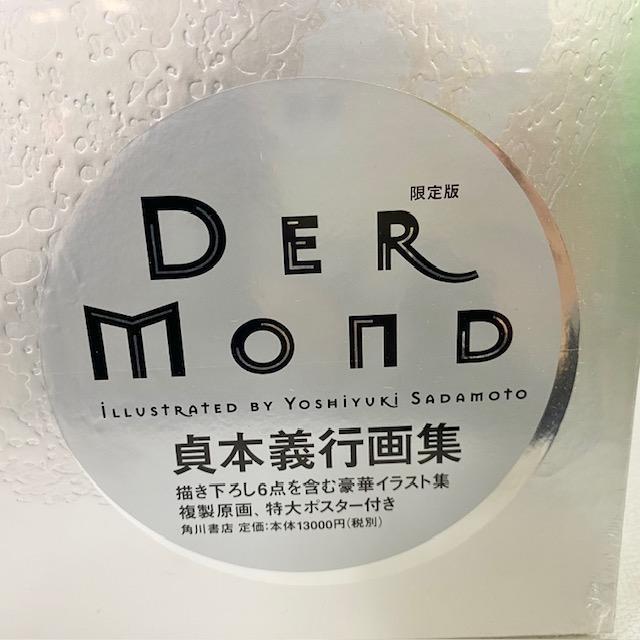 限定版
DER
MOND
ILLUSTRATED BY YOSHIYUKI SADAMOTO
貞本義行画集
描き下ろし6点を含む豪華イラスト集
複製原画、特大ポスター付き
角川書店 定価:本体13000円(税別)